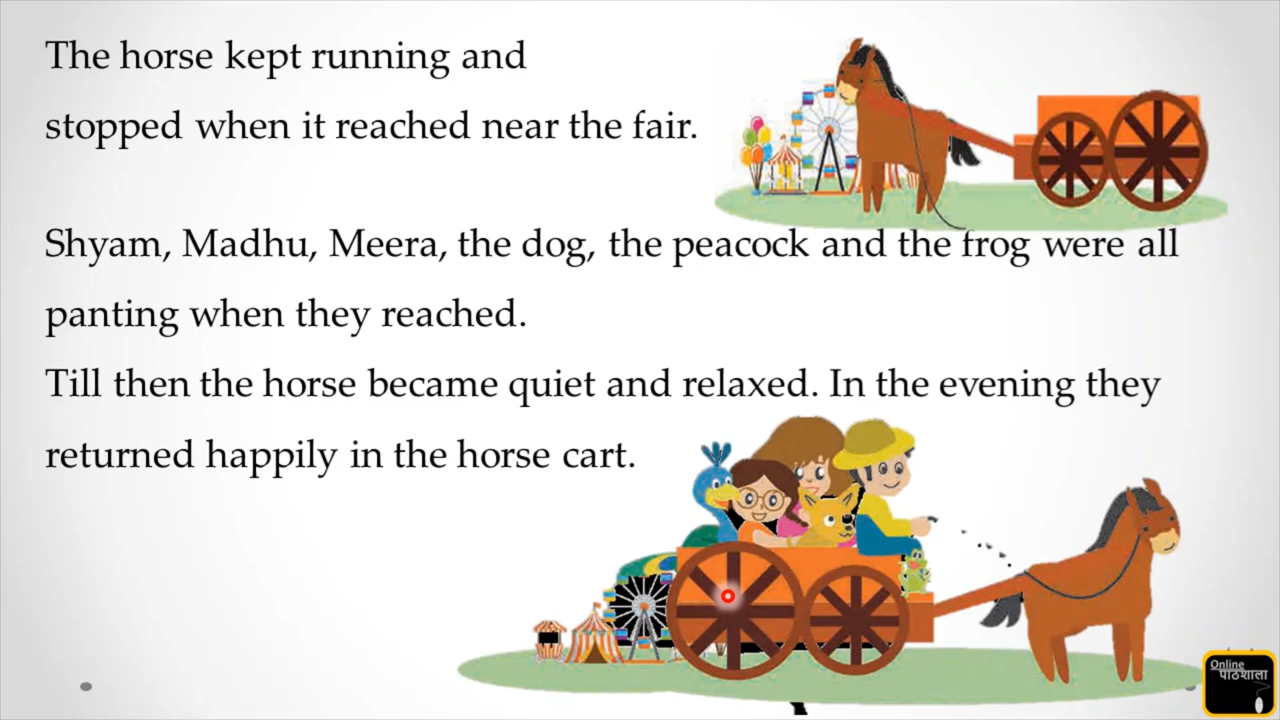 The horse kept running and
stopped when it reached near the fair.
Shyam, Madhu, Meera, the dog, the peacock and the frog were all
panting when they reached.
Till then the horse became quiet and relaxed. In the evening they
returned happily in the horse cart.
Online
पाठशाला